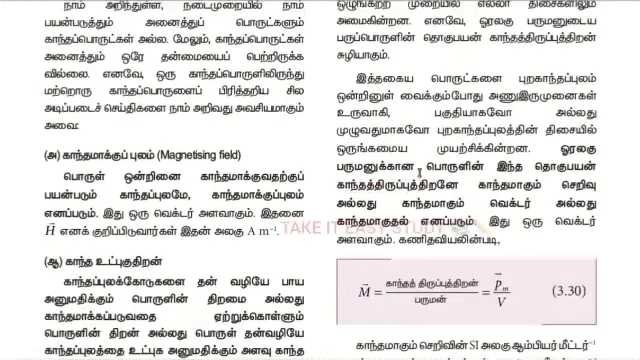 நாம் அறிந்துள்ள, நடைமுறையில் நாம்
பயன்படுத்தும் அனைத்துப் பொருட்களும்
காந்தப்பொருட்கள் அல்ல. மேலும், காந்தப்பொருட்கள்
அனைத்தும் ஒரே தன்மையைப் பெற்றிருக்க
வில்லை. எனவே, ஒரு காந்தப்பொருளிலிருந்து
மற்றொரு காந்தப்பொருளைப் பிரித்தறிய சில
அடிப்படைச் செய்திகளை நாம் அறிவது அவசியமாகும்
அவை:
(அ) காந்தமாக்குப் புலம் (Magnetising field)
பொருள் ஒன்றினை காந்தமாக்குவதற்குப்
பயன்படும் காந்தப்புலமே, காந்தமாக்குப்புலம்
எனப்படும். இது ஒரு வெக்டர் அளவாகும். இதனை
H⃗ எனக் குறிப்பிடுவார்கள் இதன் அலகு A m⁻¹.
(ஆ) காந்த உட்புகுதிறன்
காந்தப்புலக்கோடுகளை தன் வழியே பாய
அனுமதிக்கும் பொருளின் திறமை அல்லது
காந்தமாக்கப்படுவதை ஏற்றுக்கொள்ளும்
பொருளின் திறன் அல்லது பொருள் தன்வழியே
காந்தப்புலத்தை உட்புக அனுமதிக்கும் அளவு காந்த
ஒழுங்கற்ற முறையில் எல்லா திசைகளிலும்
அமைகின்றன. எனவே, ஓரலகு பருமனுடைய
பருப்பொருளின் தொகுபயன் காந்தத்திருப்புத்திறன்
சுழியாகும்.
இத்தகைய பொருட்களை புறகாந்தப்புலம்
ஒன்றினுள் வைக்கும்போது அணுஇருமுனைகள்
உருவாகி, பகுதியாகவோ அல்லது
முழுவதுமாகவோ புறகாந்தப்புலத்தின் திசையில்
ஒருங்கமைய முயற்சிக்கின்றன. ஓரலகு
பருமனுக்கான பொருளின் இந்த தொகுபயன்
காந்தத்திருப்புத்திறனே காந்தமாகும் செறிவு
அல்லது காந்தமாகும் வெக்டர் அல்லது
காந்தமாகுதல் எனப்படும். இது ஒரு வெக்டர்
அளவாகும். கணிதவியலின்படி,
M⃗ = காந்தத் திருப்புத்திறன் / பருமன் = P⃗ₘ / V (3.30)
காந்தமாகும் செறிவின் SI அலகு ஆம்பியர் மீட்டர்⁻¹
TAKE IT EASY STUDY